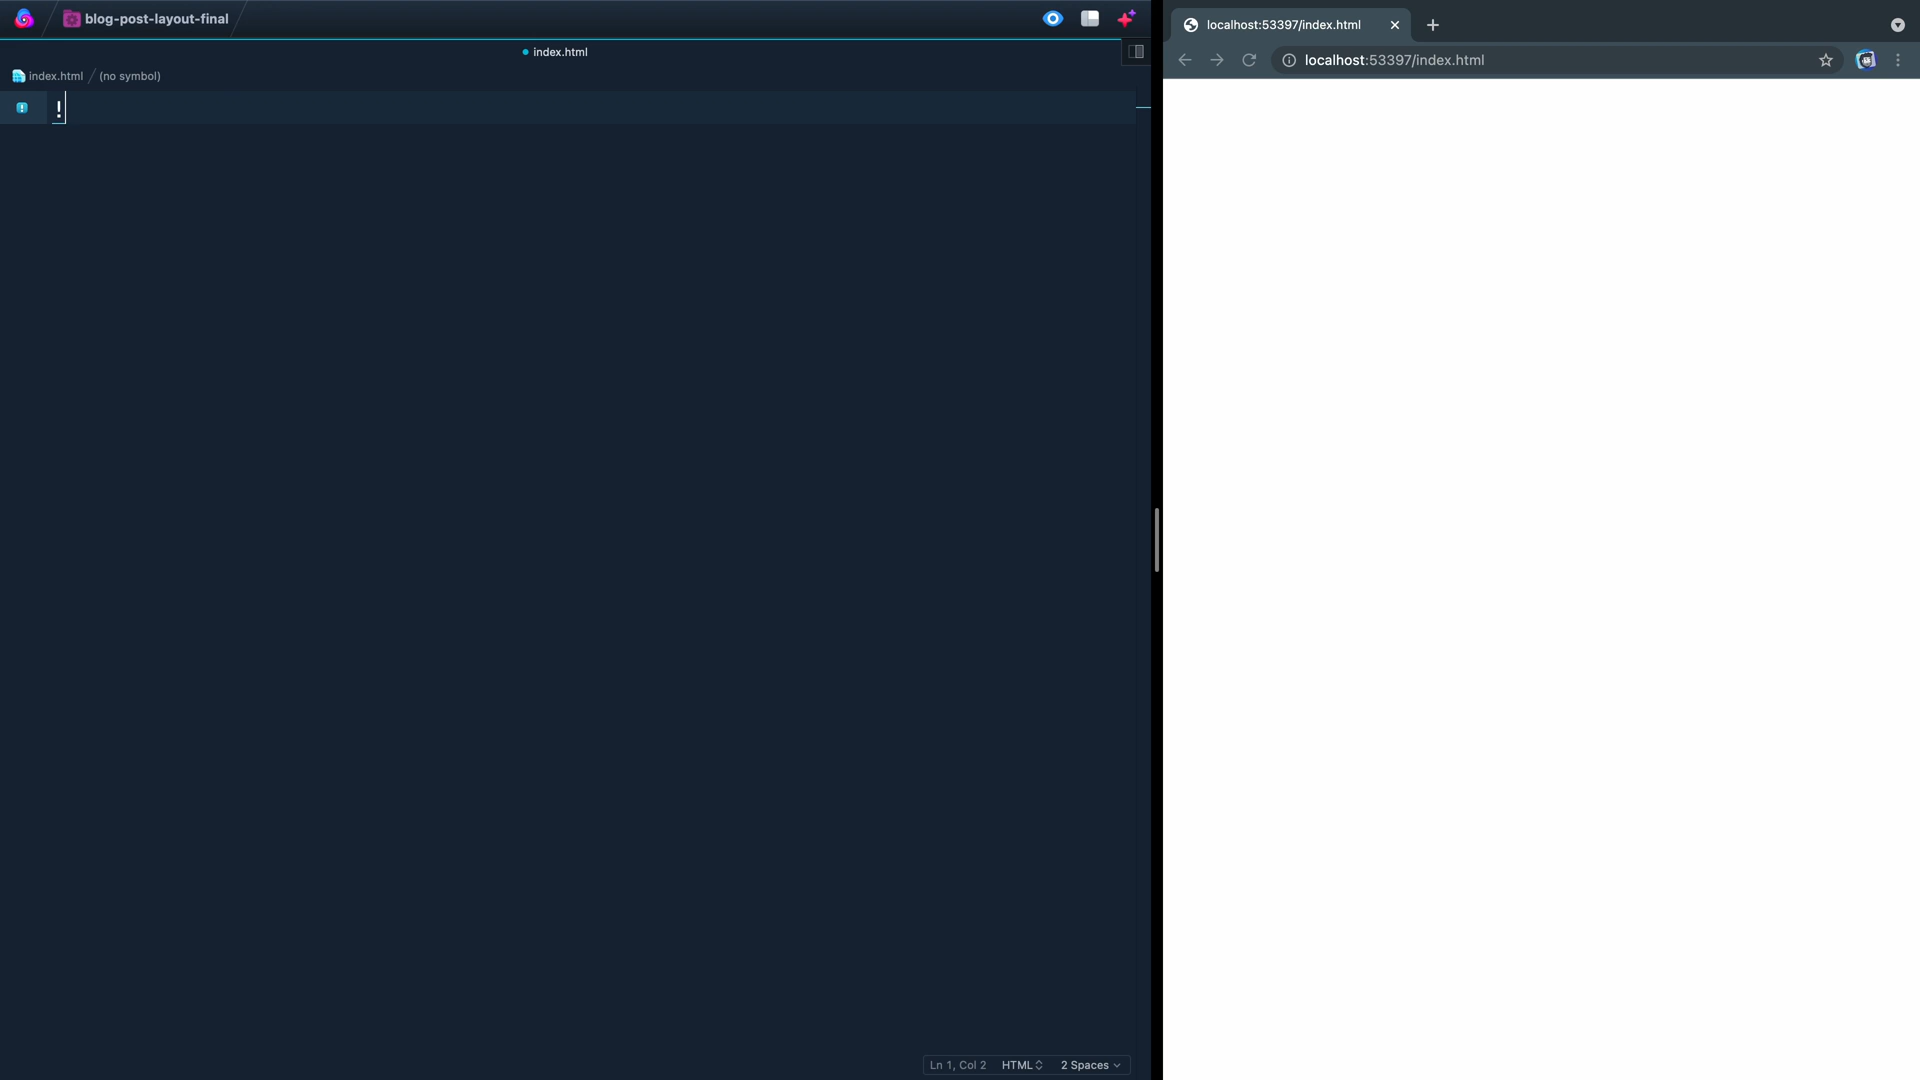 blog-post-layout-final
index.html
index.html / (no symbol)
!
Ln 1, Col 2 HTML 2 Spaces
localhost:53397/index.html
localhost:53397/index.html